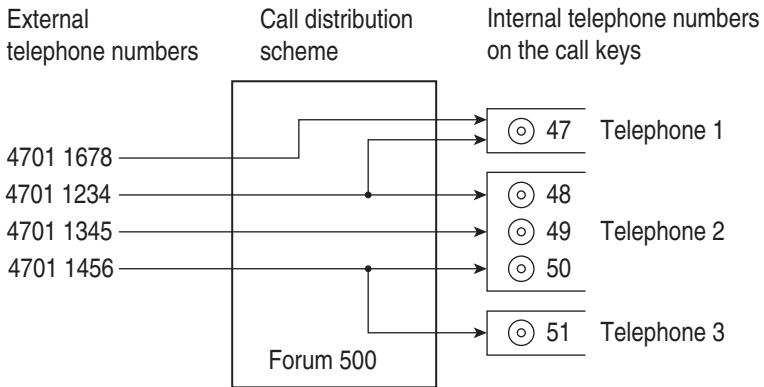 External
telephone numbers
Call distribution
scheme
Internal telephone numbers
on the call keys
47 Telephone 1
4701 1678
4701 1234
48
4701 1345
49 Telephone 2
4701 1456
50
51 Telephone 3
Forum 500